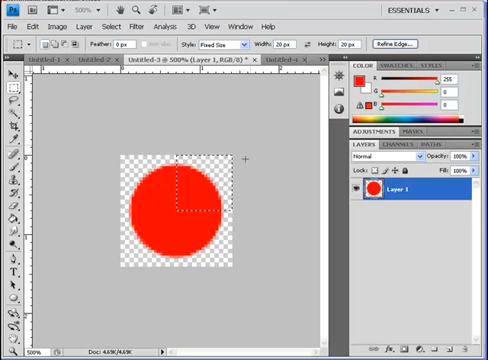 Ps 500% ESSENTIALS
File Edit Image Layer Select Filter Analysis 3D View Window Help
Feather: 0 px Style: Fixed Size Width: 20 px Height: 20 px Refine Edge...
Untitled-1 Untitled-2 Untitled-3 @ 500% (Layer 1, RGB/8) * Untitled-4
COLOR SWATCHES STYLES
R 255
G 0
B 0
ADJUSTMENTS MASKS
LAYERS CHANNELS PATHS
Normal Opacity: 100%
Lock: Fill: 100%
Layer 1
500% Doc: 4.69K/4.69K